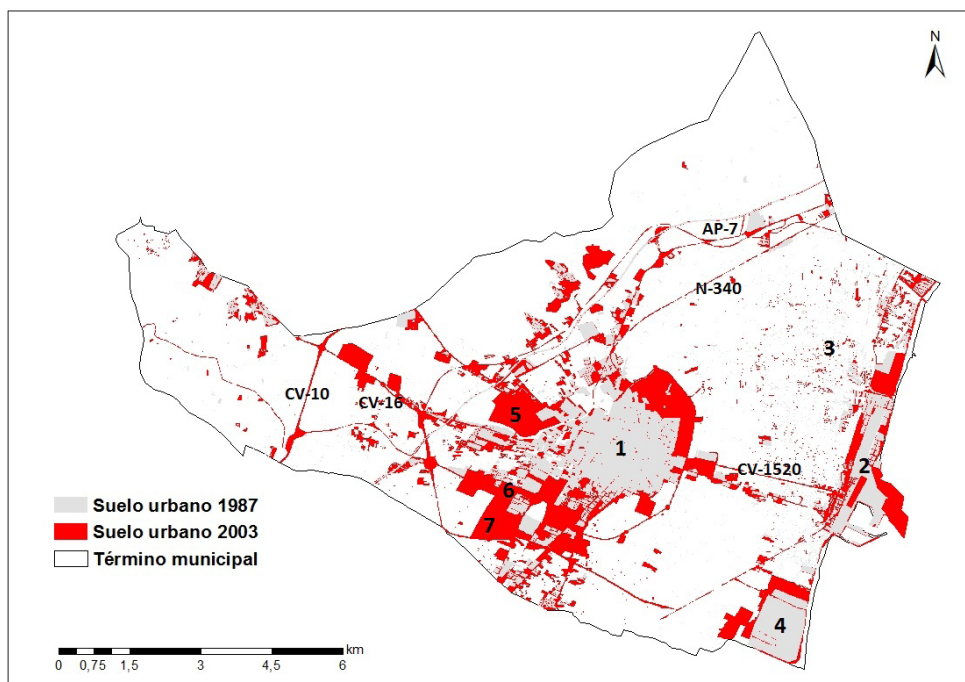 N
AP-7
N-340
3
CV-10
CV-16
5
1
CV-1520
2
6
7
4
Suelo urbano 1987
Suelo urbano 2003
Término municipal
km
0 0,75 1,5 3 4,5 6